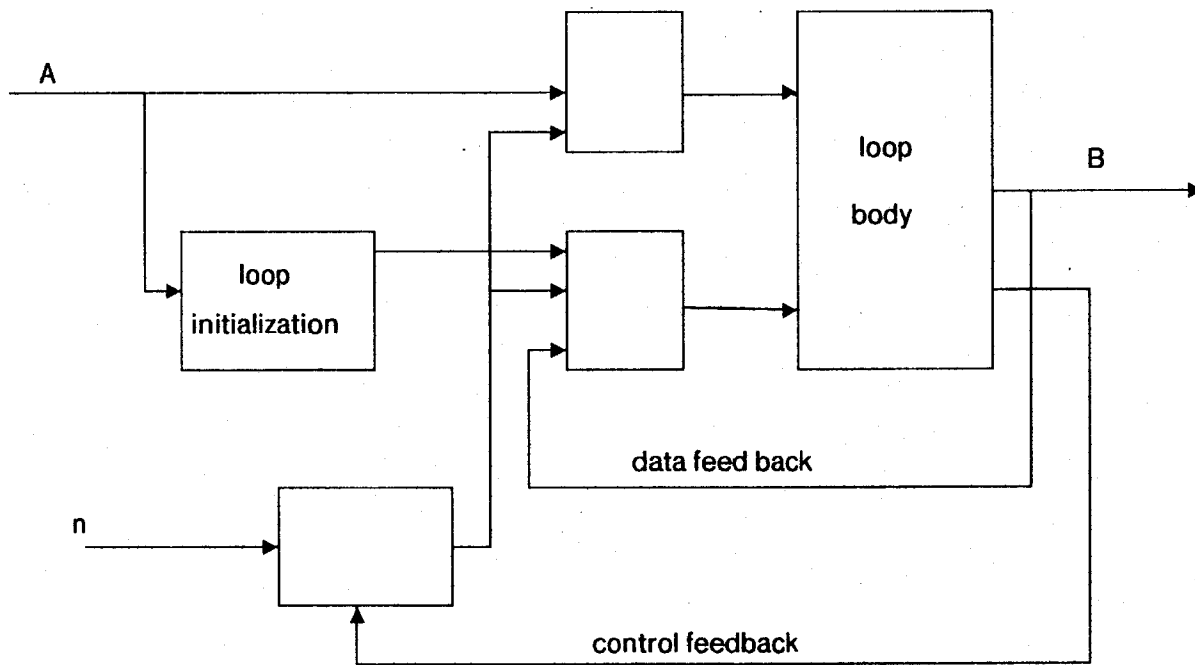 A
loop
body
B
loop
initialization
data feed back
n
control feedback